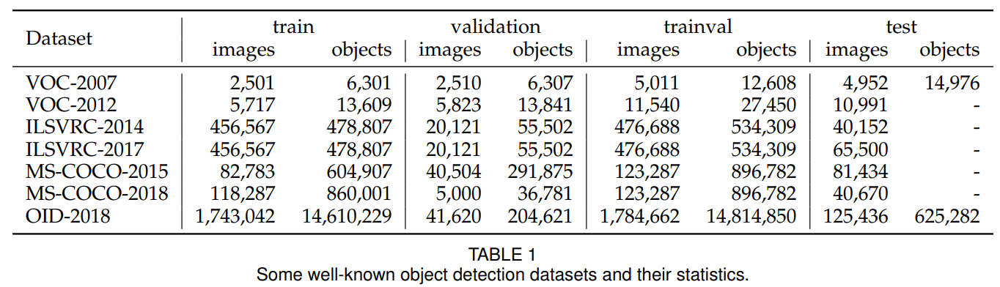 Dataset train validation trainval test
images objects images objects images objects images objects
VOC-2007 2,501 6,301 2,510 6,307 5,011 12,608 4,952 14,976
VOC-2012 5,717 13,609 5,823 13,841 11,540 27,450 10,991 -
ILSVRC-2014 456,567 478,807 20,121 55,502 476,688 534,309 40,152 -
ILSVRC-2017 456,567 478,807 20,121 55,502 476,688 534,309 65,500 -
MS-COCO-2015 82,783 604,907 40,504 291,875 123,287 896,782 81,434 -
MS-COCO-2018 118,287 860,001 5,000 36,781 123,287 896,782 40,670 -
OID-2018 1,743,042 14,610,229 41,620 204,621 1,784,662 14,814,850 125,436 625,282
TABLE 1
Some well-known object detection datasets and their statistics.